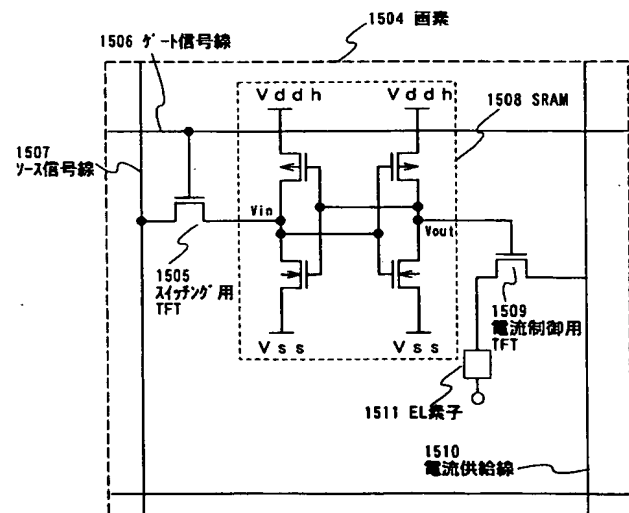 1504 画素
1506 ゲート信号線
Vddh Vddh
1508 SRAM
1507
ソース信号線
Vin
Vout
1505
スイッチング用
TFT
1509
電流制御用
TFT
Vss Vss
1511 EL素子
1510
電流供給線